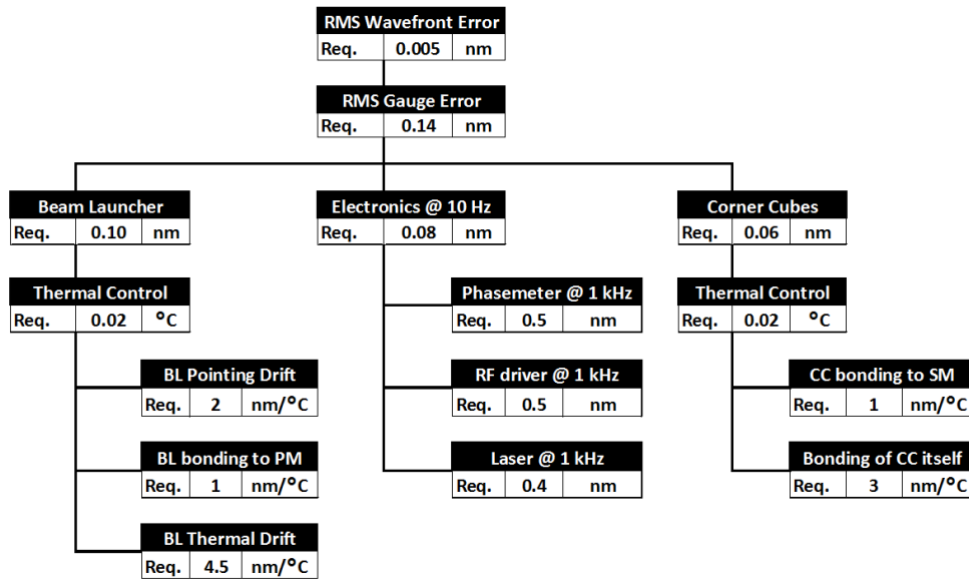 RMS Wavefront Error
Req. 0.005 nm
RMS Gauge Error
Req. 0.14 nm
Beam Launcher
Req. 0.10 nm
Thermal Control
Req. 0.02 °C
BL Pointing Drift
Req. 2 nm/°C
BL bonding to PM
Req. 1 nm/°C
BL Thermal Drift
Req. 4.5 nm/°C
Electronics @ 10 Hz
Req. 0.08 nm
Phasemeter @ 1 kHz
Req. 0.5 nm
RF driver @ 1 kHz
Req. 0.5 nm
Laser @ 1 kHz
Req. 0.4 nm
Corner Cubes
Req. 0.06 nm
Thermal Control
Req. 0.02 °C
CC bonding to SM
Req. 1 nm/°C
Bonding of CC itself
Req. 3 nm/°C